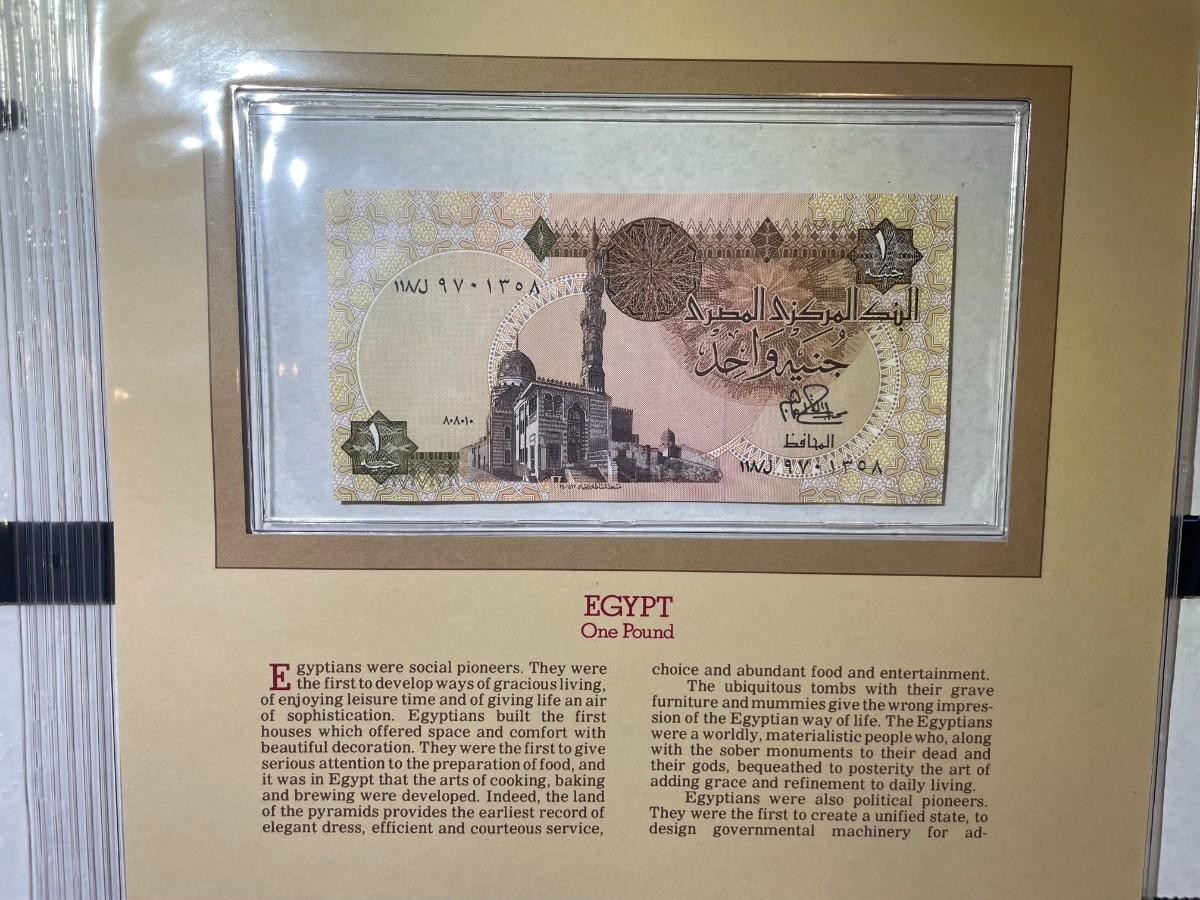 ١
جنيه
١١٨/ل ٩٧٠١٣٥٨
البنك المركزى المصرى
جنيه واحد
المحافظ
١
جنيه
١١٨/ل ٩٧٠١٣٥٨
EGYPT
One Pound
Egyptians were social pioneers. They were
the first to develop ways of gracious living,
of enjoying leisure time and of giving life an air
of sophistication. Egyptians built the first
houses which offered space and comfort with
beautiful decoration. They were the first to give
serious attention to the preparation of food, and
it was in Egypt that the arts of cooking, baking
and brewing were developed. Indeed, the land
of the pyramids provides the earliest record of
elegant dress, efficient and courteous service,
choice and abundant food and entertainment.
The ubiquitous tombs with their grave
furniture and mummies give the wrong impres-
sion of the Egyptian way of life. The Egyptians
were a worldly, materialistic people who, along
with the sober monuments to their dead and
their gods, bequeathed to posterity the art of
adding grace and refinement to daily living.
Egyptians were also political pioneers.
They were the first to create a unified state, to
design governmental machinery for ad-